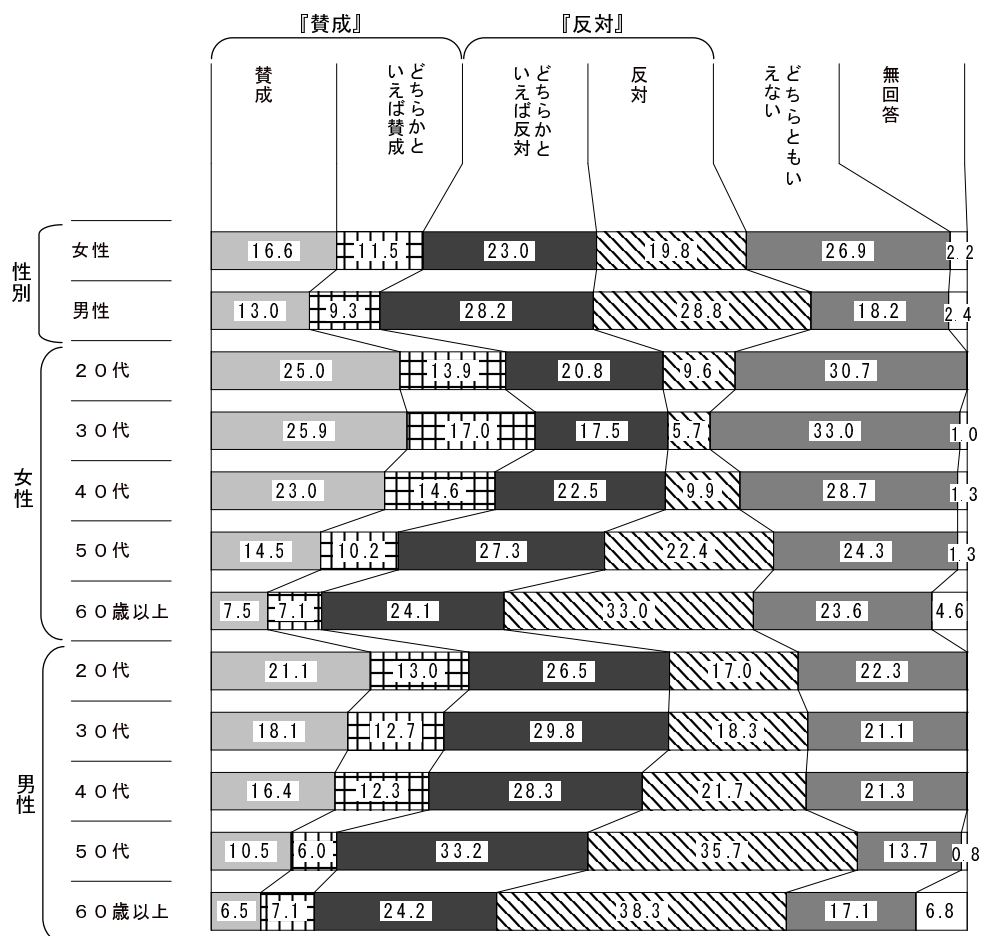 『賛成』 『反対』
賛成
どちらかと
いえば賛成
どちらかと
いえば反対
反対
どちらともい
えない
無回答
性別
女性 16.6 11.5 23.0 19.8 26.9 2.2
男性 13.0 9.3 28.2 28.8 18.2 2.4
女性
20代 25.0 13.9 20.8 9.6 30.7
30代 25.9 17.0 17.5 5.7 33.0 1.0
40代 23.0 14.6 22.5 9.9 28.7 1.3
50代 14.5 10.2 27.3 22.4 24.3 1.3
60歳以上 7.5 7.1 24.1 33.0 23.6 4.6
男性
20代 21.1 13.0 26.5 17.0 22.3
30代 18.1 12.7 29.8 18.3 21.1
40代 16.4 12.3 28.3 21.7 21.3
50代 10.5 6.0 33.2 35.7 13.7 0.8
60歳以上 6.5 7.1 24.2 38.3 17.1 6.8